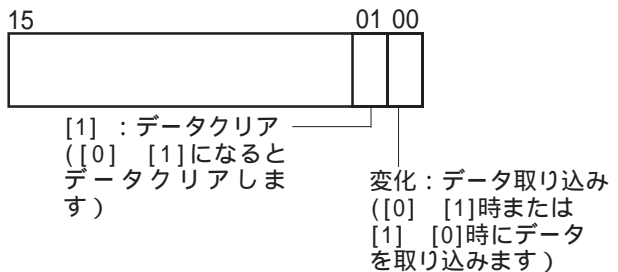 15 01 00
[1] ：データクリア
([0] [1]になると
データクリアしま
す)
変化：データ取り込み
([0] [1]時または
[1] [0]時にデータ
を取り込みます)